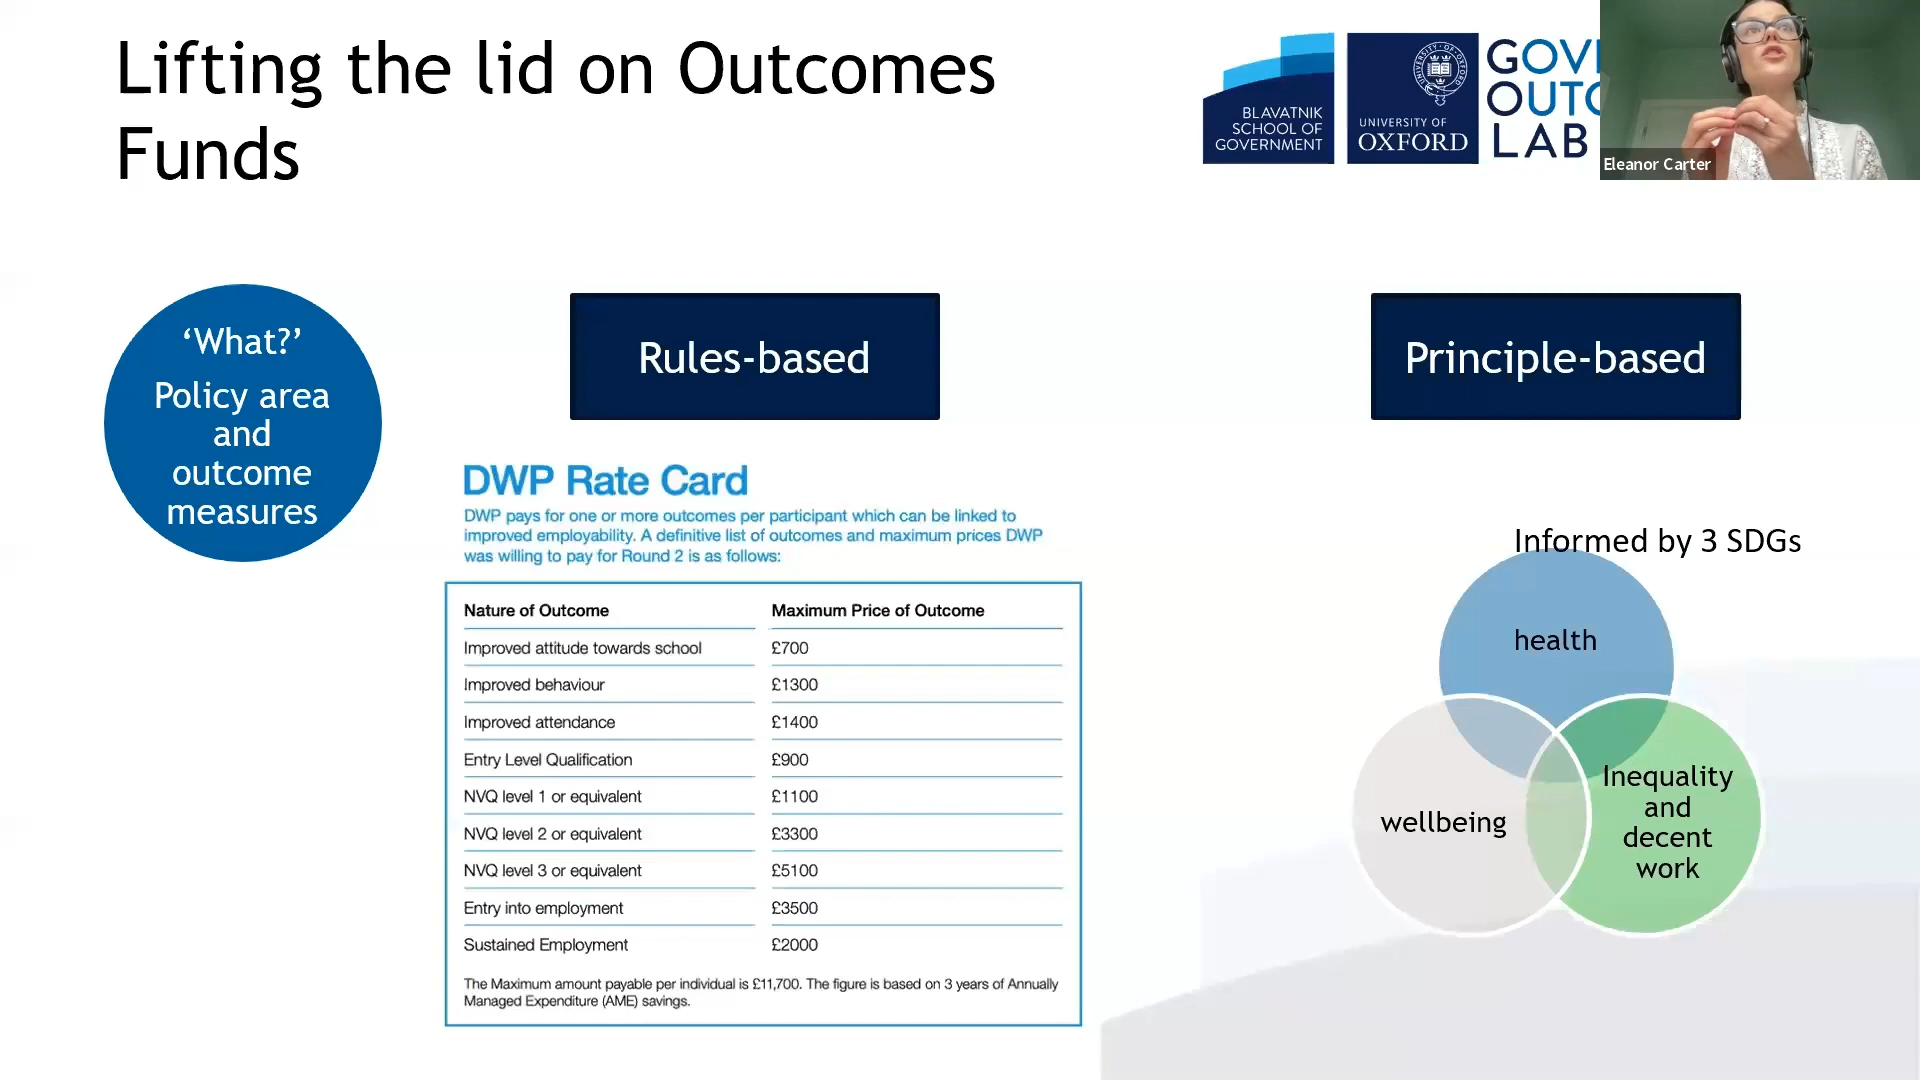 Lifting the lid on Outcomes
Funds
BLAVATNIK
SCHOOL OF
GOVERNMENT
UNIVERSITY OF
OXFORD
LAB
Eleanor Carter
‘What?’
Policy area
and
outcome
measures
Rules-based
Principle-based
DWP Rate Card
DWP pays for one or more outcomes per participant which can be linked to
improved employability. A definitive list of outcomes and maximum prices DWP
was willing to pay for Round 2 is as follows:
Nature of Outcome Maximum Price of Outcome
Improved attitude towards school £700
Improved behaviour £1300
Improved attendance £1400
Entry Level Qualification £900
NVQ level 1 or equivalent £1100
NVQ level 2 or equivalent £3300
NVQ level 3 or equivalent £5100
Entry into employment £3500
Sustained Employment £2000
The Maximum amount payable per individual is £11,700. The figure is based on 3 years of Annually
Managed Expenditure (AME) savings.
Informed by 3 SDGs
health
wellbeing
Inequality
and
decent
work